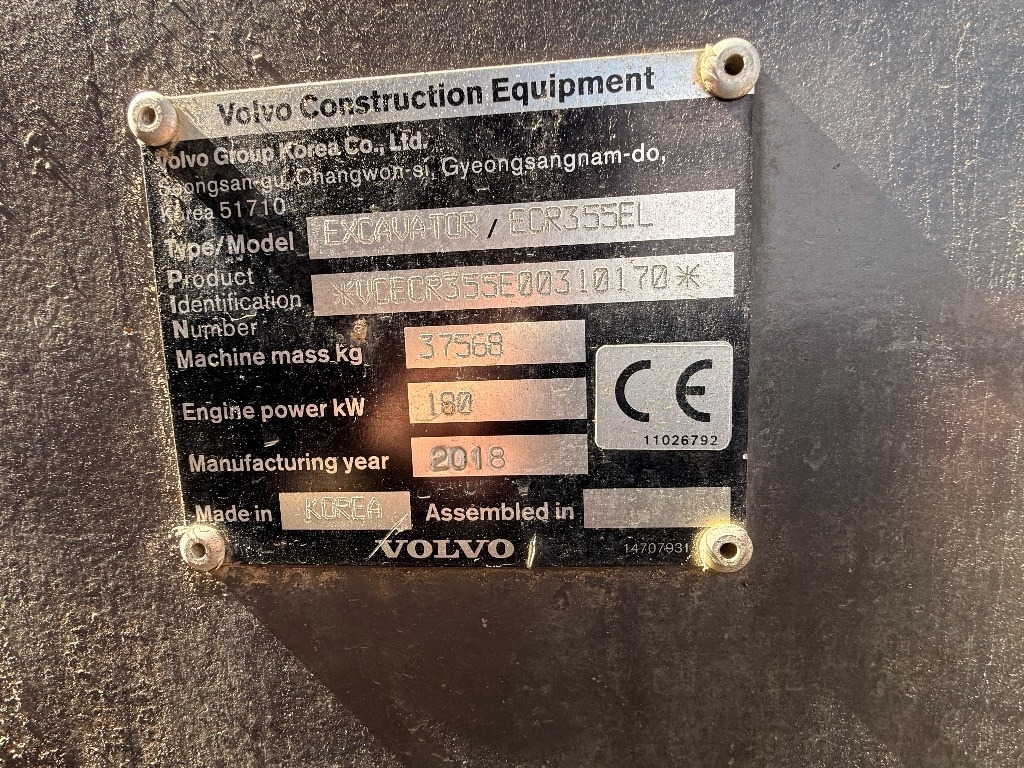 Volvo Construction Equipment
Volvo Group Korea Co., Ltd.
Seongsan-gu, Changwon-si, Gyeongsangnam-do,
Korea 51710
Type/Model EXCAVATOR / ECR355EL
Product
Identification *VCECR355E00310170*
Number
Machine mass kg 37568
Engine power kW 180
CE
11026792
Manufacturing year 2018
Made in KOREA Assembled in
VOLVO 14707931